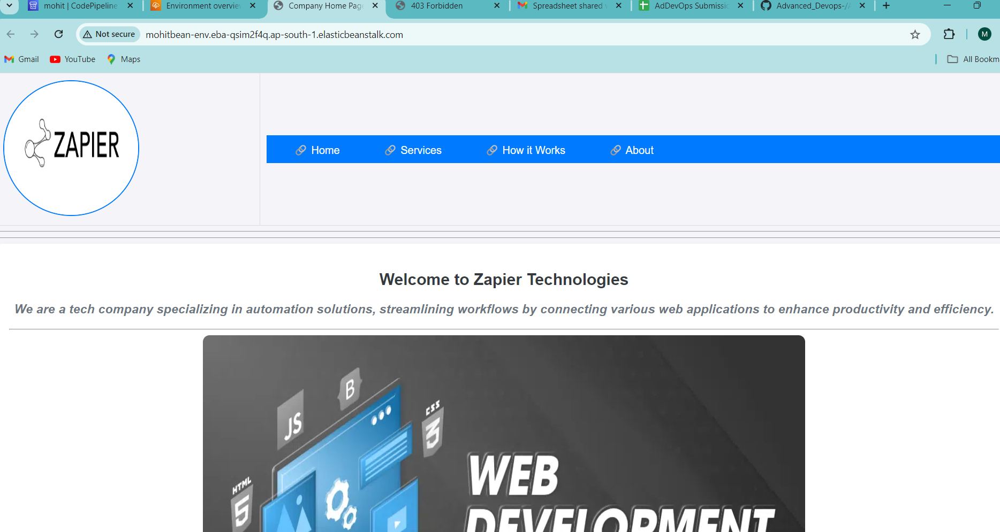 mohit | CodePipeline
Environment overvie
Company Home Pag
403 Forbidden
Spreadsheet shared
AdDevOps Submissi
Advanced_Devops-/
Not secure
mohitbean-env.eba-qsim2f4q.ap-south-1.elasticbeanstalk.com
M
Gmail
YouTube
Maps
All Bookm
ZAPIER
Home
Services
How it Works
About
Welcome to Zapier Technologies
We are a tech company specializing in automation solutions, streamlining workflows by connecting various web applications to enhance productivity and efficiency.
B
JS
CSS
3
HTML
5
WEB
DEVELOPMENT